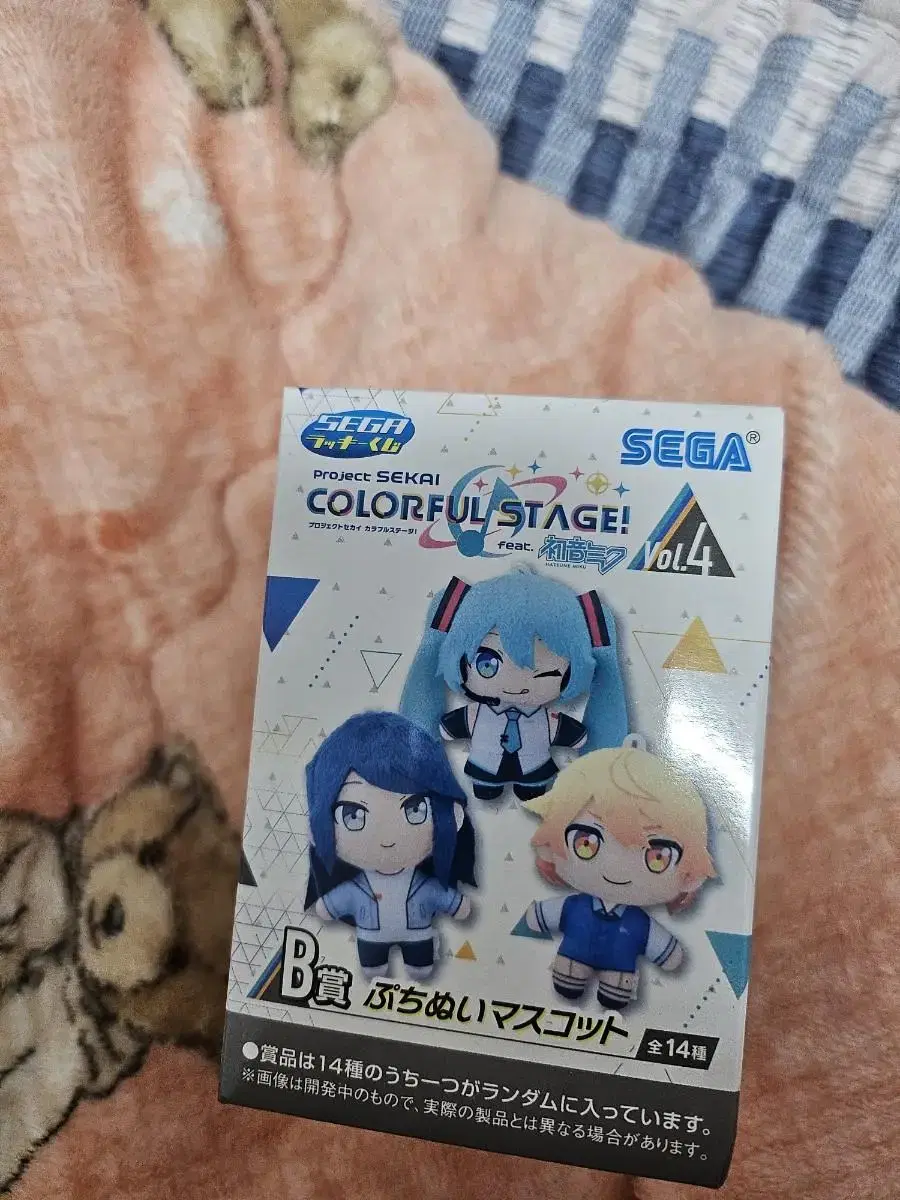 SEGA
ラッキーくじ
SEGA®
Project SEKAI
COLORFUL STAGE!
プロジェクトセカイ カラフルステージ!
feat. 初音ミク
HATSUNE MIKU
Vol.4
B賞 ぷちぬいマスコット 全14種
●賞品は14種のうち一つがランダムに入っています。
※画像は開発中のもので、実際の製品とは異なる場合があります。